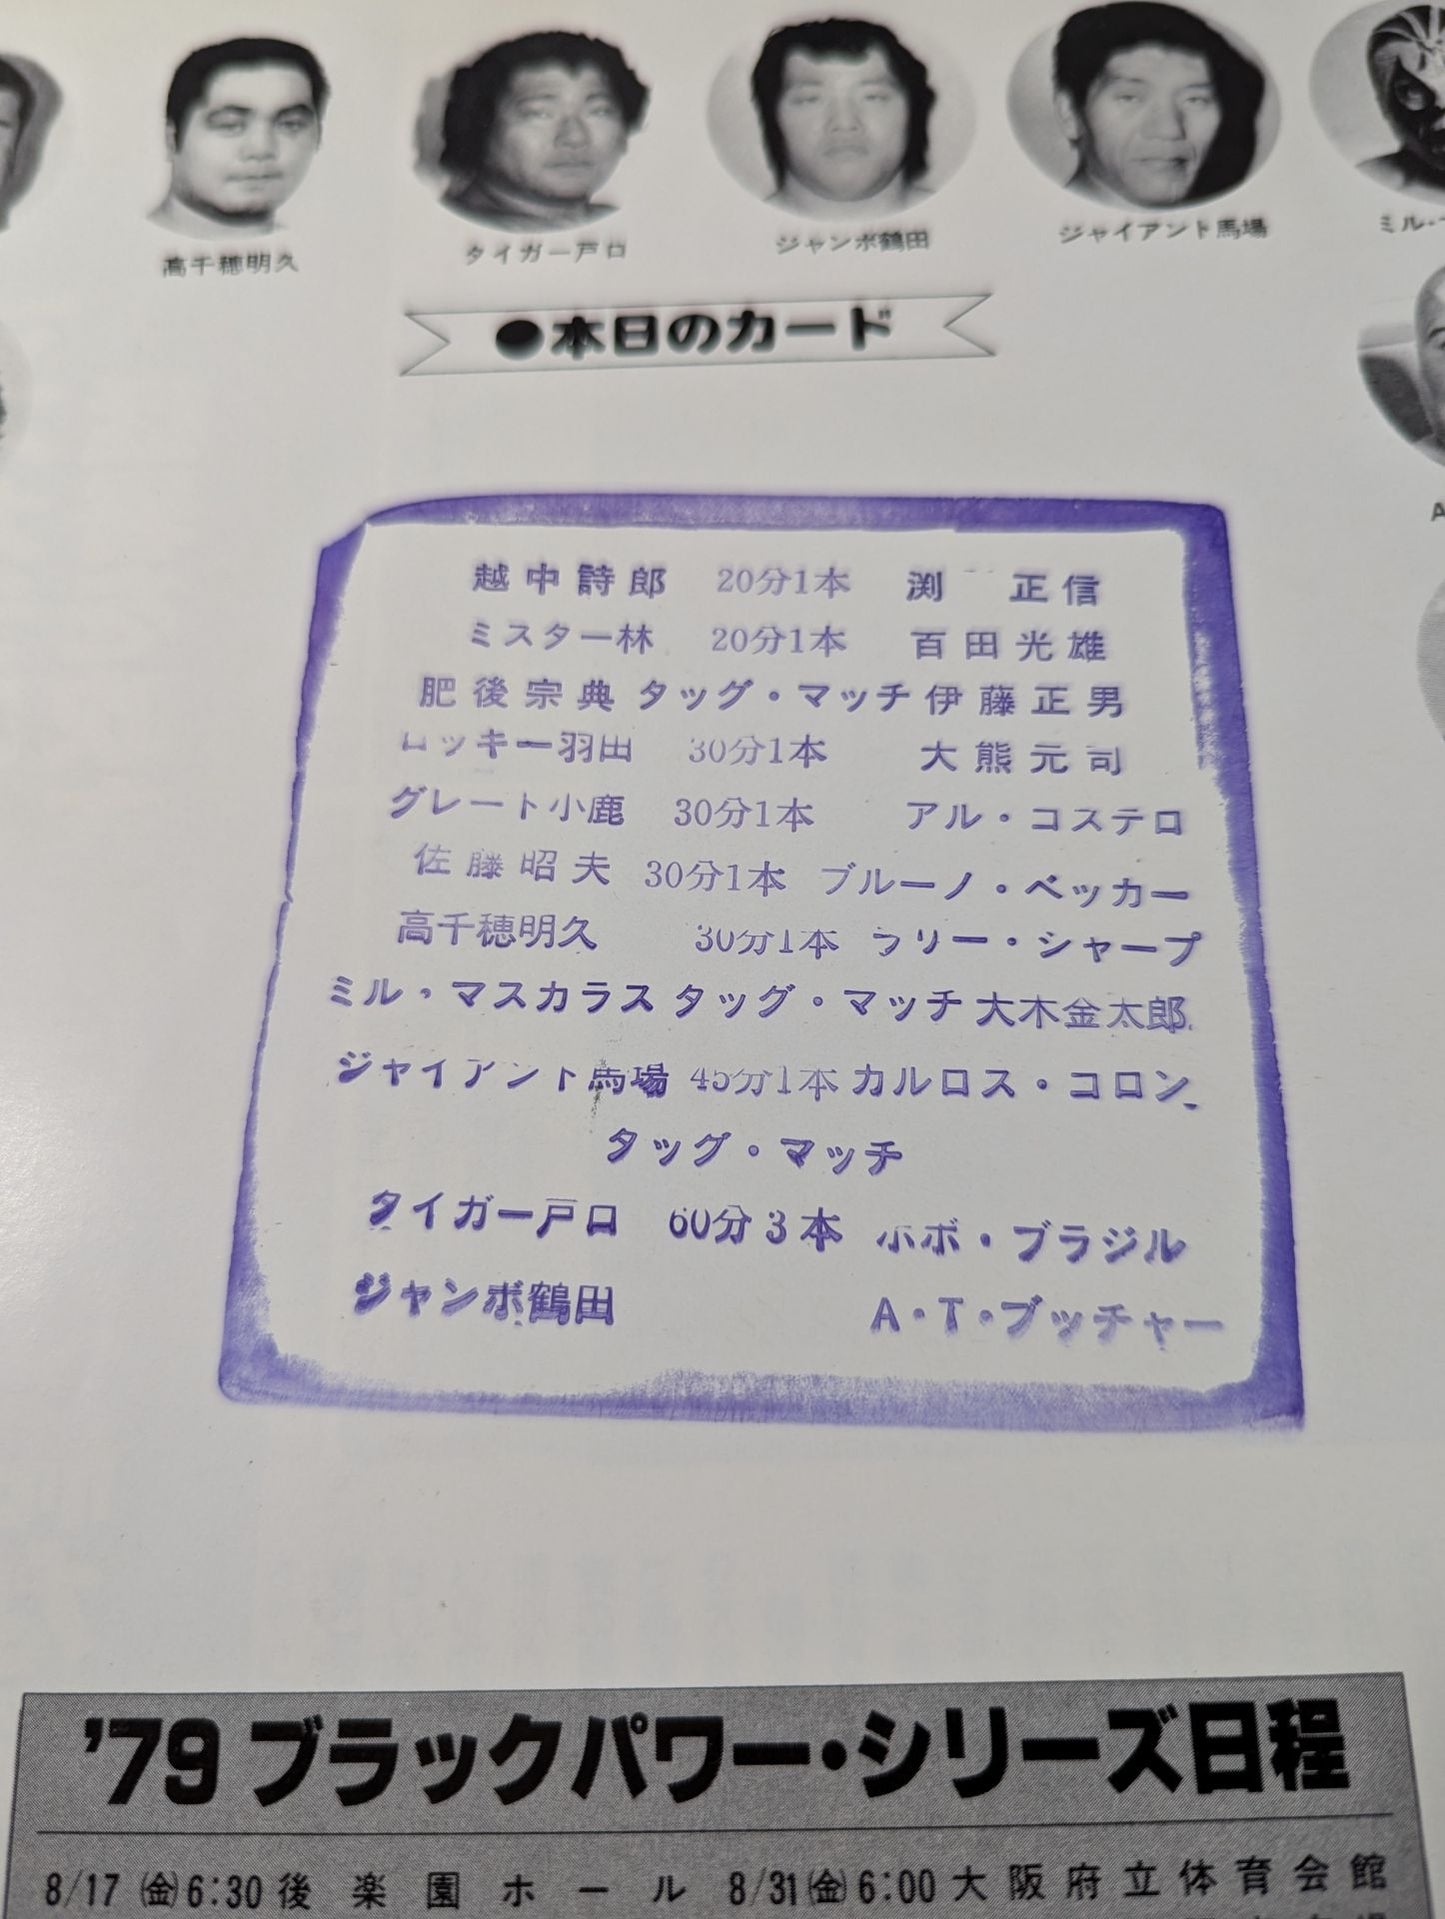 高千穂明久
タイガー戸口
ジャンボ鶴田
ジャイアント馬場
ミル・
●本日のカード
越中詩郎 20分1本 渕 正信
ミスター林 20分1本 百田光雄
肥後宗典 タッグ・マッチ 伊藤正男
ロッキー羽田 30分1本 大熊元司
グレート小鹿 30分1本 アル・コステロ
佐藤昭夫 30分1本 ブルーノ・ベッカー
高千穂明久 30分1本 ラリー・シャープ
ミル・マスカラス タッグ・マッチ 大木金太郎
ジャイアント馬場 45分1本 カルロス・コロン
タッグ・マッチ
タイガー戸口 60分3本 ボボ・ブラジル
ジャンボ鶴田 A・T・ブッチャー
'79ブラックパワー・シリーズ日程
8/17㈮6:30後楽園ホール 8/31㈮6:00大阪府立体育会館